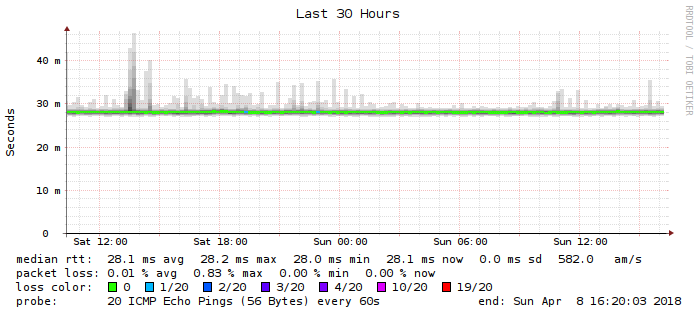 Last 30 Hours
RRDTOOL / TOBI OETIKER
Seconds
40 m
30 m
20 m
10 m
0
Sat 12:00 Sat 18:00 Sun 00:00 Sun 06:00 Sun 12:00
median rtt: 28.1 ms avg 28.2 ms max 28.0 ms min 28.1 ms now 0.0 ms sd 582.0 am/s
packet loss: 0.01 % avg 0.83 % max 0.00 % min 0.00 % now
loss color: 0 1/20 2/20 3/20 4/20 10/20 19/20
probe: 20 ICMP Echo Pings (56 Bytes) every 60s end: Sun Apr 8 16:20:03 2018